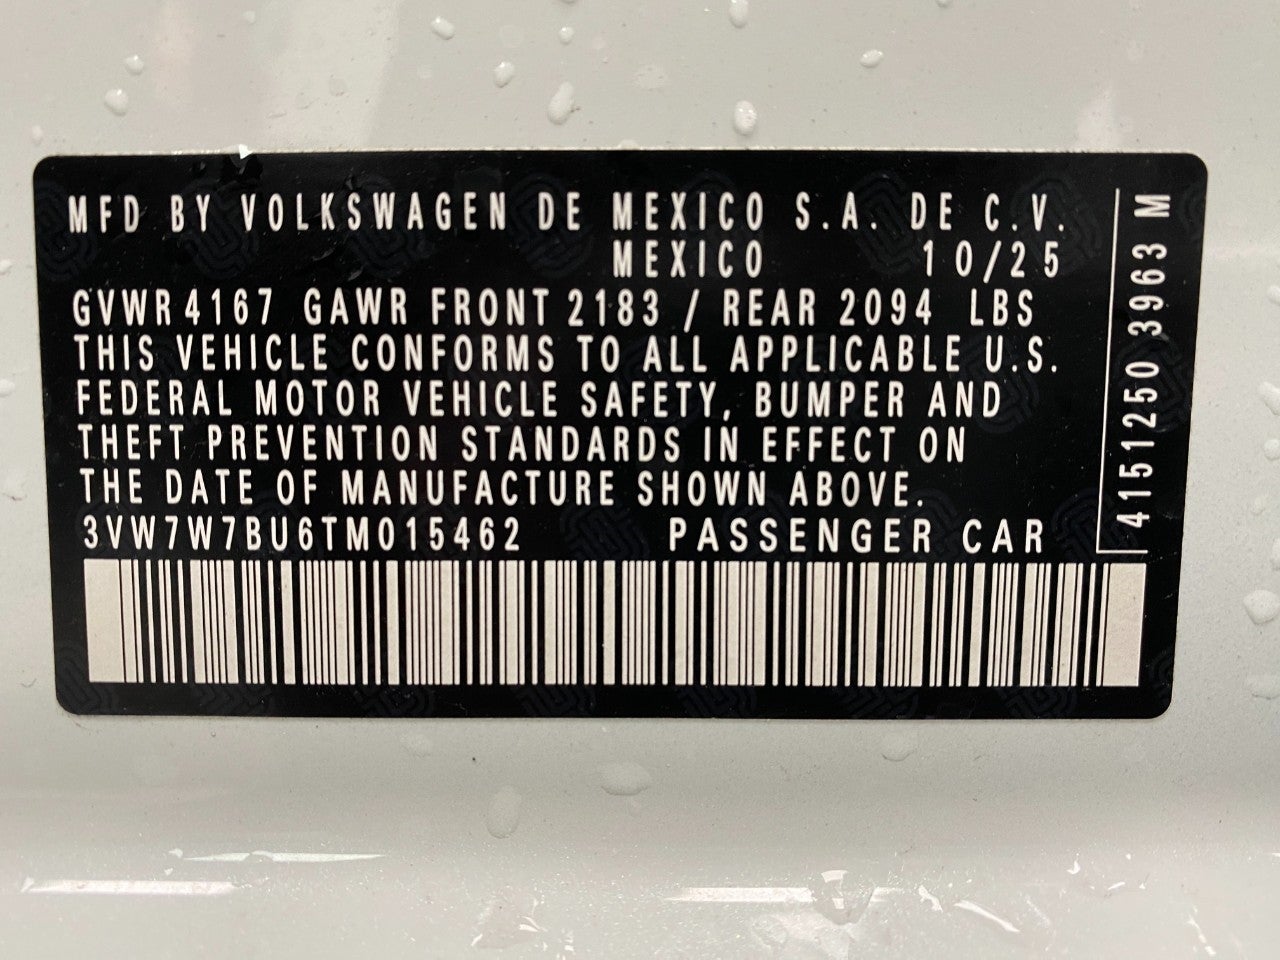 MFD BY VOLKSWAGEN DE MEXICO S.A. DE C.V.
MEXICO 10/25
GVWR 4167 GAWR FRONT 2183 / REAR 2094 LBS
THIS VEHICLE CONFORMS TO ALL APPLICABLE U.S.
FEDERAL MOTOR VEHICLE SAFETY, BUMPER AND
THEFT PREVENTION STANDARDS IN EFFECT ON
THE DATE OF MANUFACTURE SHOWN ABOVE.
3VW7W7BU6TM015462 PASSENGER CAR
4151250 3963 M